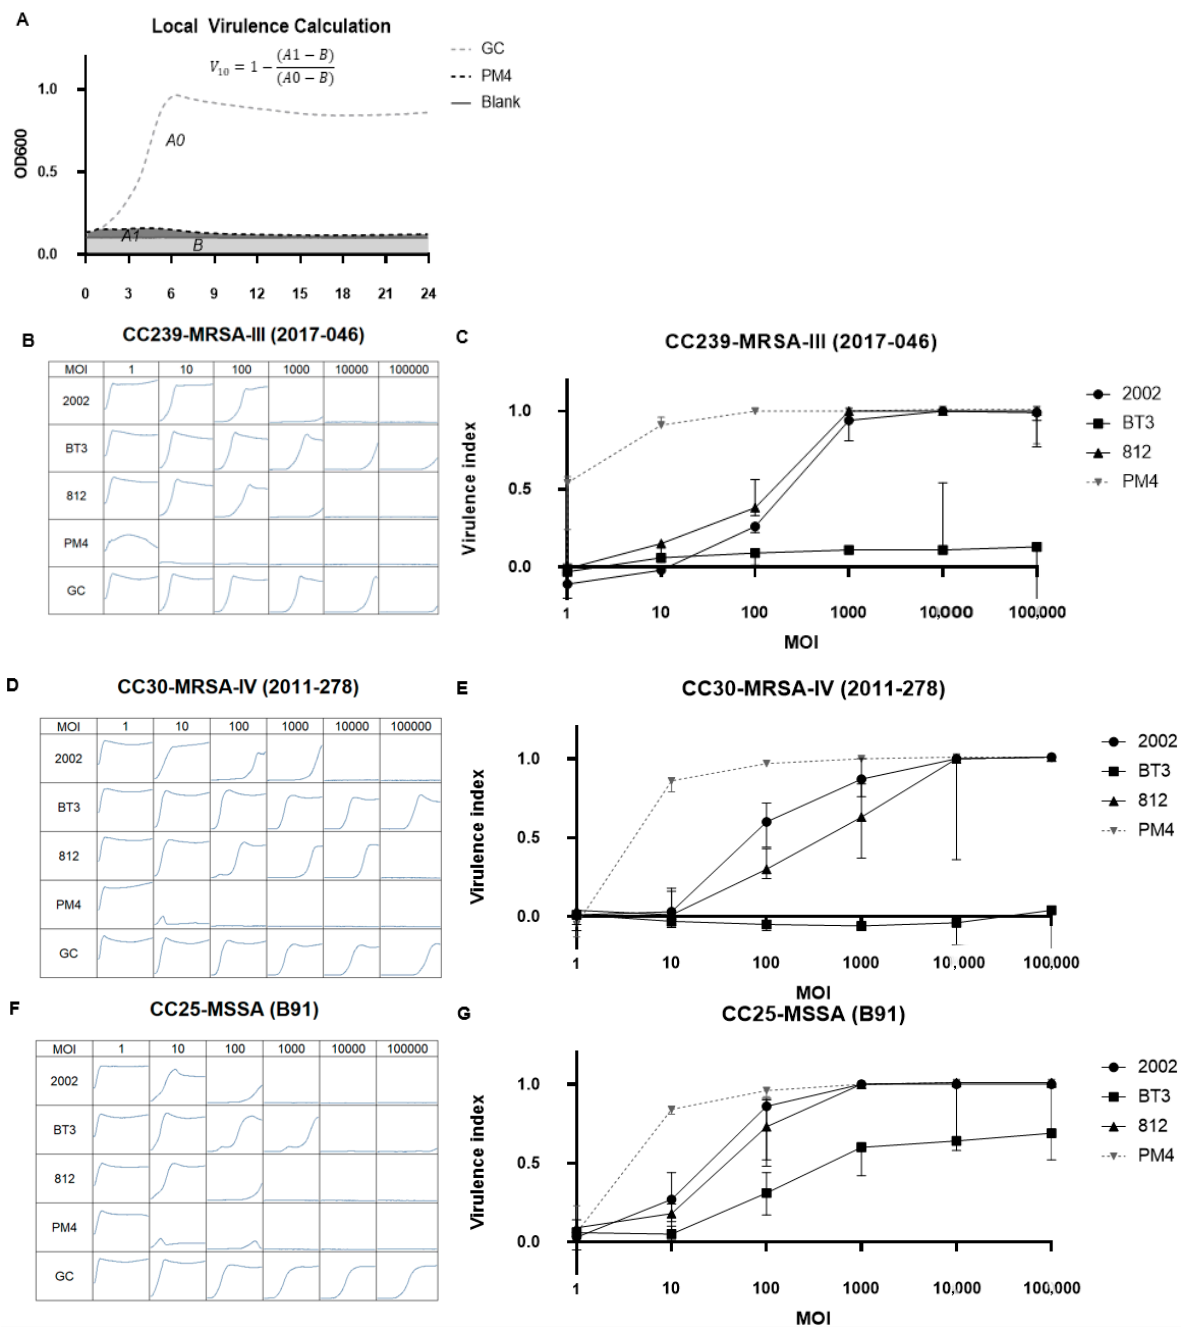 A
Local Virulence Calculation
V10 = 1 - (A1 - B) / (A0 - B)
GC
PM4
Blank
OD600
1.0
0.5
0.0
A0
A1
B
0 3 6 9 12 15 18 21 24
B
CC239-MRSA-III (2017-046)
MOI 1 10 100 1000 10000 100000
2002
BT3
812
PM4
GC
C
CC239-MRSA-III (2017-046)
Virulence index
1.0
0.5
0.0
1 10 100 1000 10,000 100,000
MOI
2002
BT3
812
PM4
D
CC30-MRSA-IV (2011-278)
MOI 1 10 100 1000 10000 100000
2002
BT3
812
PM4
GC
E
CC30-MRSA-IV (2011-278)
Virulence index
1.0
0.5
0.0
1 10 100 1000 10,000 100,000
MOI
2002
BT3
812
PM4
F
CC25-MSSA (B91)
MOI 1 10 100 1000 10000 100000
2002
BT3
812
PM4
GC
G
CC25-MSSA (B91)
Virulence index
1.0
0.5
0.0
1 10 100 1000 10,000 100,000
MOI
2002
BT3
812
PM4